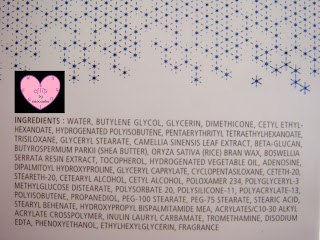 INGREDIENTS : WATER, BUTYLENE GLYCOL, GLYCERIN, DIMETHICONE, CETYL ETHYL-
HEXANOATE, HYDROGENATED POLYISOBUTENE, PENTAERYTHRITYL TETRAETHYLHEXANOATE,
TRISILOXANE, GLYCERYL STEARATE, CAMELLIA SINENSIS LEAF EXTRACT, BETA-GLUCAN,
BUTYROSPERMUM PARKII (SHEA BUTTER), ORYZA SATIVA (RICE) BRAN WAX, BOSWELLIA
SERRATA RESIN EXTRACT, TOCOPHEROL, HYDROGENATED VEGETABLE OIL, ADENOSINE,
DIPALMITOYL HYDROXYPROLINE, GLYCERYL CAPRYLATE, CYCLOPENTASILOXANE, CETETH-20,
STEARETH-20, CETEARYL ALCOHOL, CETYL ALCOHOL, POLOXAMER 234, POLYGLYCERYL-3
METHYLGLUCOSE DISTEARATE, POLYSORBATE 20, POLYSILICONE-11, POLYACRYLATE-13,
POLYISOBUTENE, PROPANEDIOL, PEG-100 STEARATE, PEG-75 STEARATE, STEARIC ACID,
STEARYL BEHENATE, HYDROXYPROPYL BISPALMITAMIDE MEA, ACRYLATES/C10-30 ALKYL
ACRYLATE CROSSPOLYMER, INULIN LAURYL CARBAMATE, TROMETHAMINE, DISODIUM
EDTA, PHENOXYETHANOL, ETHYLHEXYLGLYCERIN, FRAGRANCE